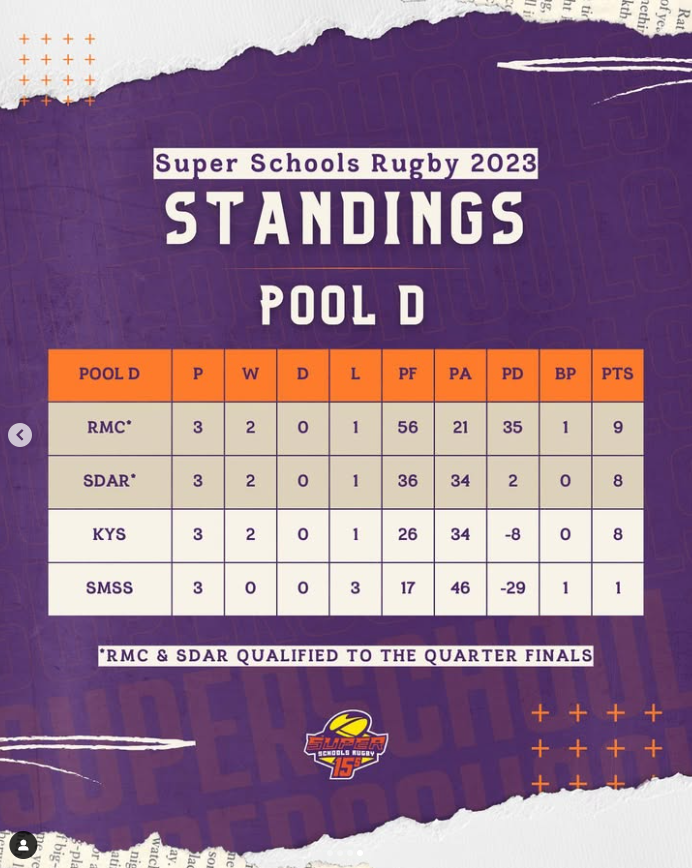 Super Schools Rugby 2023
STANDINGS
POOL D
POOL D P W D L PF PA PD BP PTS
RMC* 3 2 0 1 56 21 35 1 9
SDAR* 3 2 0 1 36 34 2 0 8
KYS 3 2 0 1 26 34 -8 0 8
SMSS 3 0 0 3 17 46 -29 1 1
*RMC & SDAR QUALIFIED TO THE QUARTER FINALS
SUPER
SCHOOLS RUGBY
15s